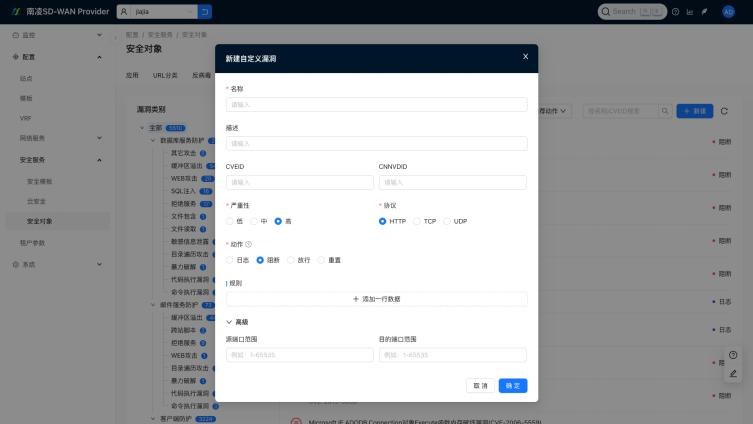 南凌SD-WAN Provider
jiajia
Search
AD
监控
配置
站点
模板
VRF
网络服务
安全服务
安全模板
云安全
安全对象
租户参数
系统
配置 / 安全服务 / 安全对象
安全对象
应用 URL分类 反病毒
漏洞类别
全部 5510
数据库服务防护
其它攻击
缓冲区溢出
WEB攻击
SQL注入
拒绝服务
文件包含
文件读取
敏感信息泄露
目录遍历攻击
暴力破解
代码执行漏洞
命令执行漏洞
邮件服务防护
缓冲区溢出
跨站脚本
拒绝服务
WEB攻击
目录遍历攻击
暴力破解
代码执行漏洞
命令执行漏洞
客户端防护
新建自定义漏洞
* 名称
请输入
描述
请输入
CVEID CNNVDID
请输入 请输入
* 严重性 * 协议
低 中 高 HTTP TCP UDP
* 动作
日志 阻断 放行 重置
规则
+ 添加一行数据
高级
源端口范围 目的端口范围
例如：1-65535 例如：1-65535
取 消 确 定
存动作
按名称/CVEID搜索
+ 新建
阻断
阻断
阻断
阻断
阻断
日志
日志
阻断
Microsoft IE ADODB.Connection对象Execute函数内存破坏漏洞(CVE-2006-5559)